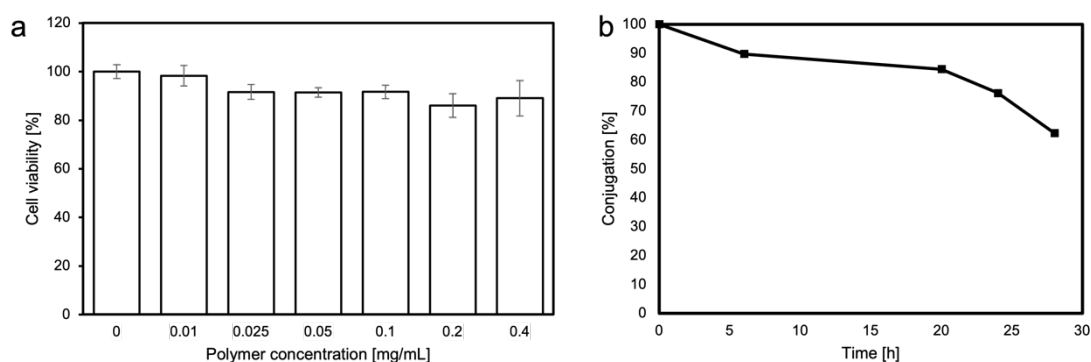 a
120
100
80
60
40
20
0
Cell viability [%]
0 0.01 0.025 0.05 0.1 0.2 0.4
Polymer concentration [mg/mL]
b
100
90
80
70
60
50
40
30
20
10
0
Conjugation [%]
0 5 10 15 20 25 30
Time [h]